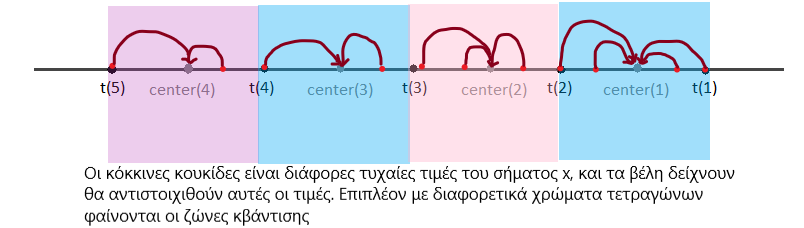 t(5) center(4) t(4) center(3) t(3) center(2) t(2) center(1) t(1)
Οι κόκκινες κουκίδες είναι διάφορες τυχαίες τιμές του σήματος x, και τα βέλη δείχνουν
θα αντιστοιχιθούν αυτές οι τιμές. Επιπλέον με διαφορετικά χρώματα τετραγώνων
φαίνονται οι ζώνες κβάντισης